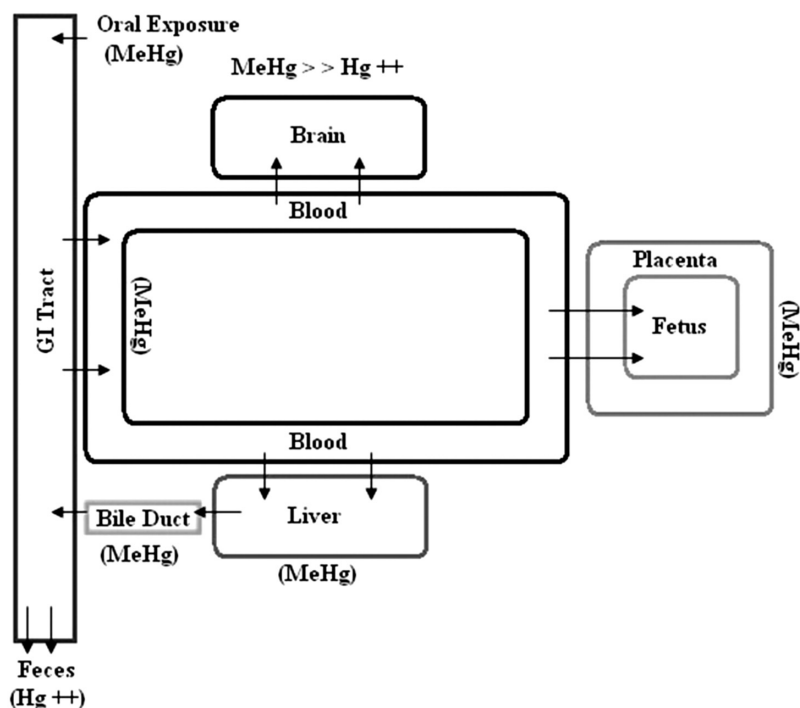 Oral Exposure
(MeHg)
MeHg > > Hg ++
Brain
Blood
GI Tract
(MeHg)
Placenta
Fetus
(MeHg)
Blood
Bile Duct
(MeHg)
Liver
(MeHg)
Feces
(Hg ++)